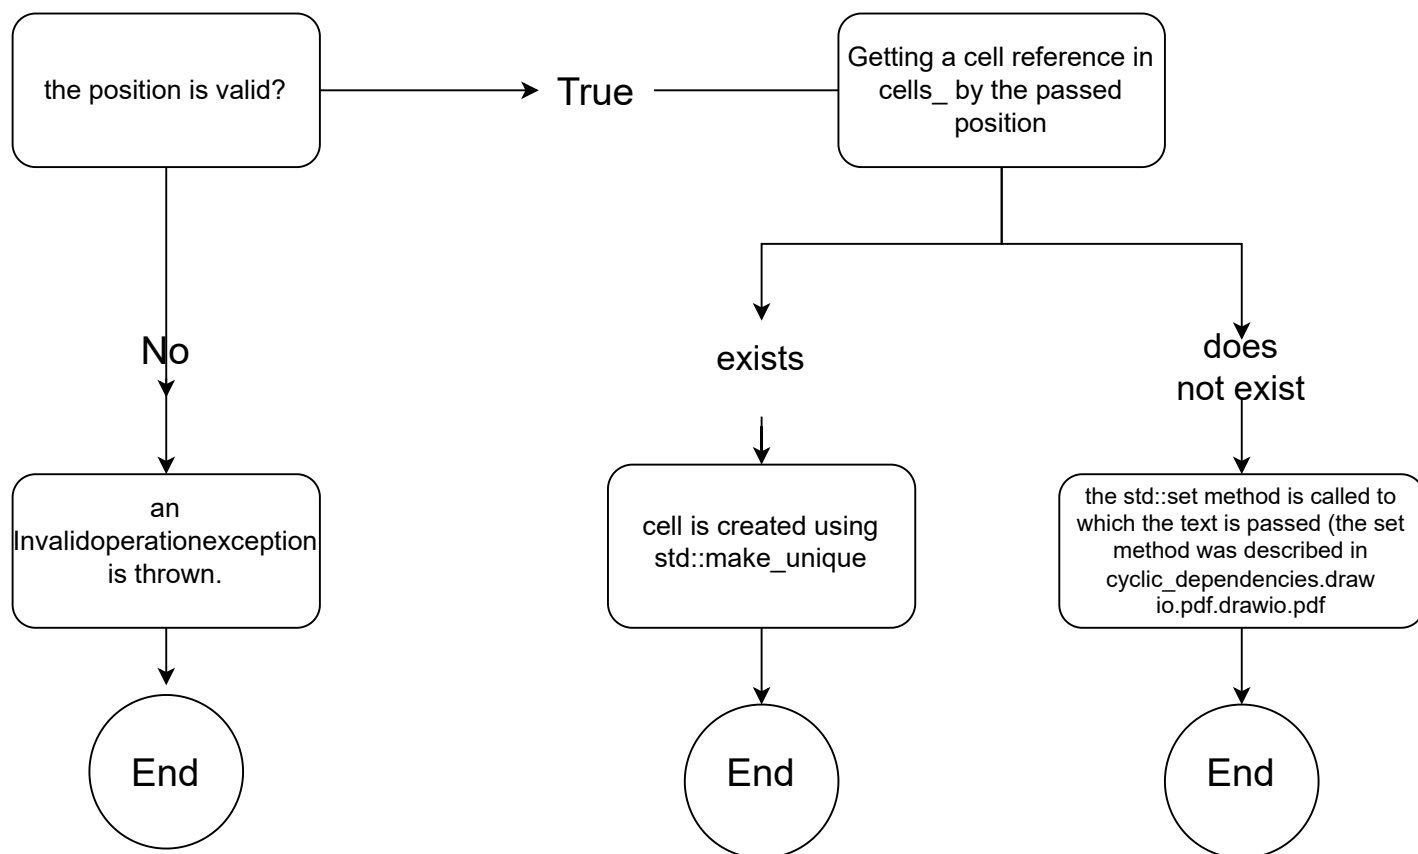 the position is valid?
True
Getting a cell reference in
cells_ by the passed
position
No
exists
does
not exist
an
Invalidoperationexception
is thrown.
cell is created using
std::make_unique
the std::set method is called to
which the text is passed (the set
method was described in
cyclic_dependencies.draw
io.pdf.drawio.pdf
End
End
End